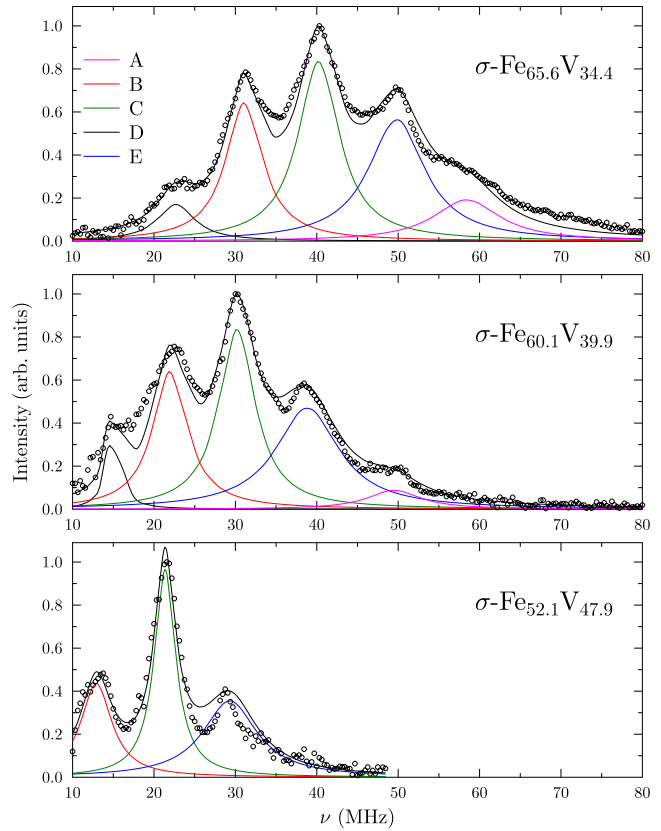 1.0
0.8
0.6
0.4
0.2
0.0
A
B
C
D
E
σ-Fe₆₅.₆V₃₄.₄
10 20 30 40 50 60 70 80
1.0
0.8
0.6
0.4
0.2
0.0
Intensity (arb. units)
σ-Fe₆₀.₁V₃₉.₉
10 20 30 40 50 60 70 80
1.0
0.8
0.6
0.4
0.2
0.0
σ-Fe₅₂.₁V₄₇.₉
10 20 30 40 50 60 70 80
ν (MHz)